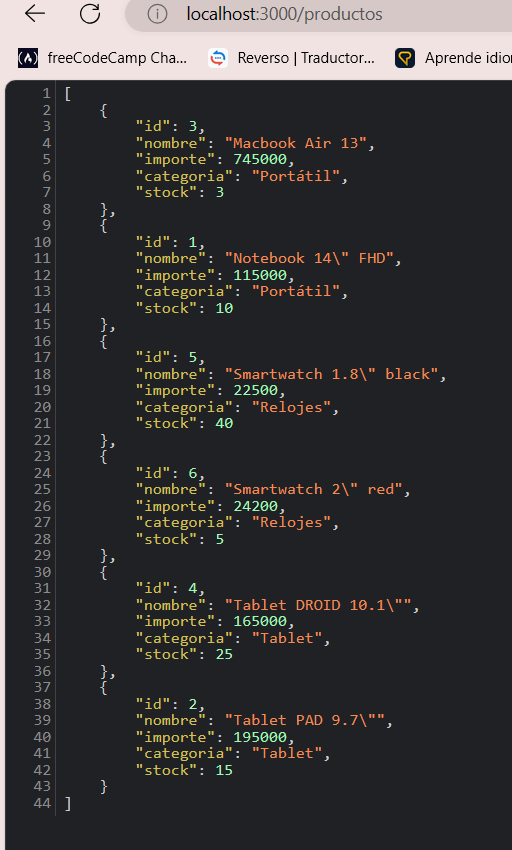 localhost:3000/productos
freeCodeCamp Cha... Reverso | Traductor... Aprende idio
1 [
2 {
3 "id": 3,
4 "nombre": "Macbook Air 13",
5 "importe": 745000,
6 "categoria": "Portátil",
7 "stock": 3
8 },
9 {
10 "id": 1,
11 "nombre": "Notebook 14\" FHD",
12 "importe": 115000,
13 "categoria": "Portátil",
14 "stock": 10
15 },
16 {
17 "id": 5,
18 "nombre": "Smartwatch 1.8\" black",
19 "importe": 22500,
20 "categoria": "Relojes",
21 "stock": 40
22 },
23 {
24 "id": 6,
25 "nombre": "Smartwatch 2\" red",
26 "importe": 24200,
27 "categoria": "Relojes",
28 "stock": 5
29 },
30 {
31 "id": 4,
32 "nombre": "Tablet DROID 10.1\"",
33 "importe": 165000,
34 "categoria": "Tablet",
35 "stock": 25
36 },
37 {
38 "id": 2,
39 "nombre": "Tablet PAD 9.7\"",
40 "importe": 195000,
41 "categoria": "Tablet",
42 "stock": 15
43 }
44 ]